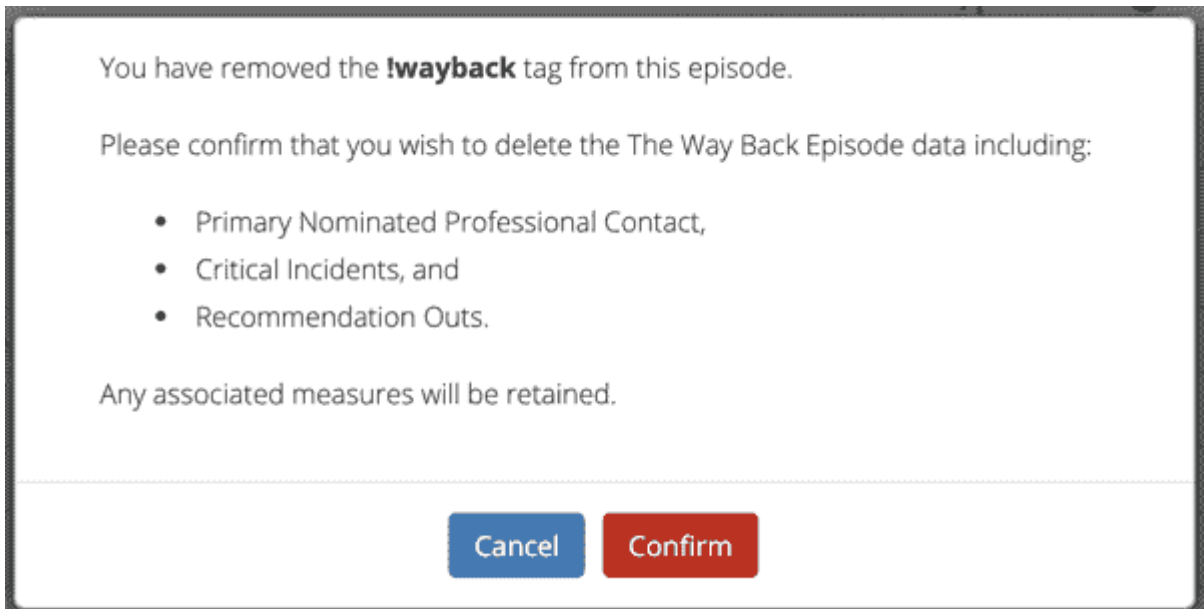 You have removed the !wayback tag from this episode.
Please confirm that you wish to delete the The Way Back Episode data including:
• Primary Nominated Professional Contact,
• Critical Incidents, and
• Recommendation Outs.
Any associated measures will be retained.
Cancel Confirm